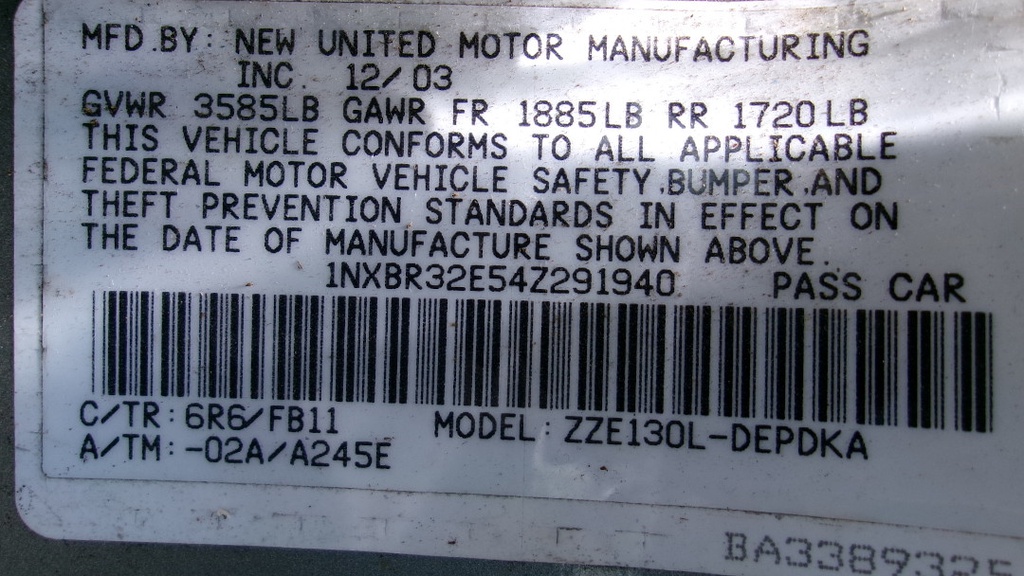 MFD.BY: NEW UNITED MOTOR MANUFACTURING
INC. 12/03
GVWR 3585LB GAWR FR 1885LB RR 1720LB
THIS VEHICLE CONFORMS TO ALL APPLICABLE
FEDERAL MOTOR VEHICLE SAFETY,BUMPER,AND
THEFT PREVENTION STANDARDS IN EFFECT ON
THE DATE OF MANUFACTURE SHOWN ABOVE.
1NXBR32E54Z291940 PASS CAR
C/TR: 6R6/FB11 MODEL: ZZE130L-DEPDKA
A/TM: -02A/A245E
BA3389325